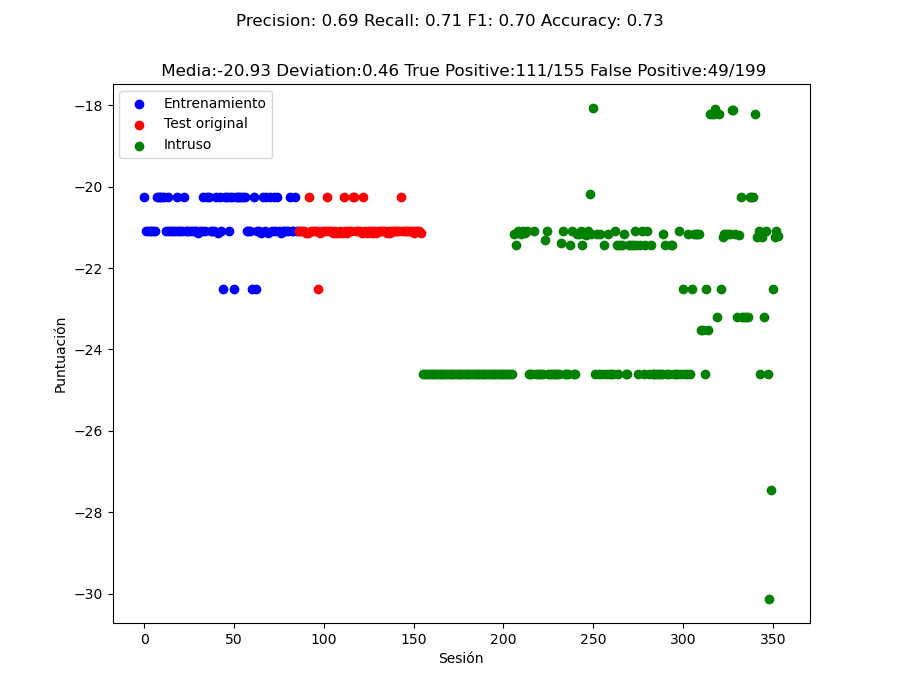 Precision: 0.69 Recall: 0.71 F1: 0.70 Accuracy: 0.73
Media:-20.93 Deviation:0.46 True Positive:111/155 False Positive:49/199
Entrenamiento
Test original
Intruso
−18
−20
−22
−24
−26
−28
−30
Puntuación
0
50
100
150
200
250
300
350
Sesión